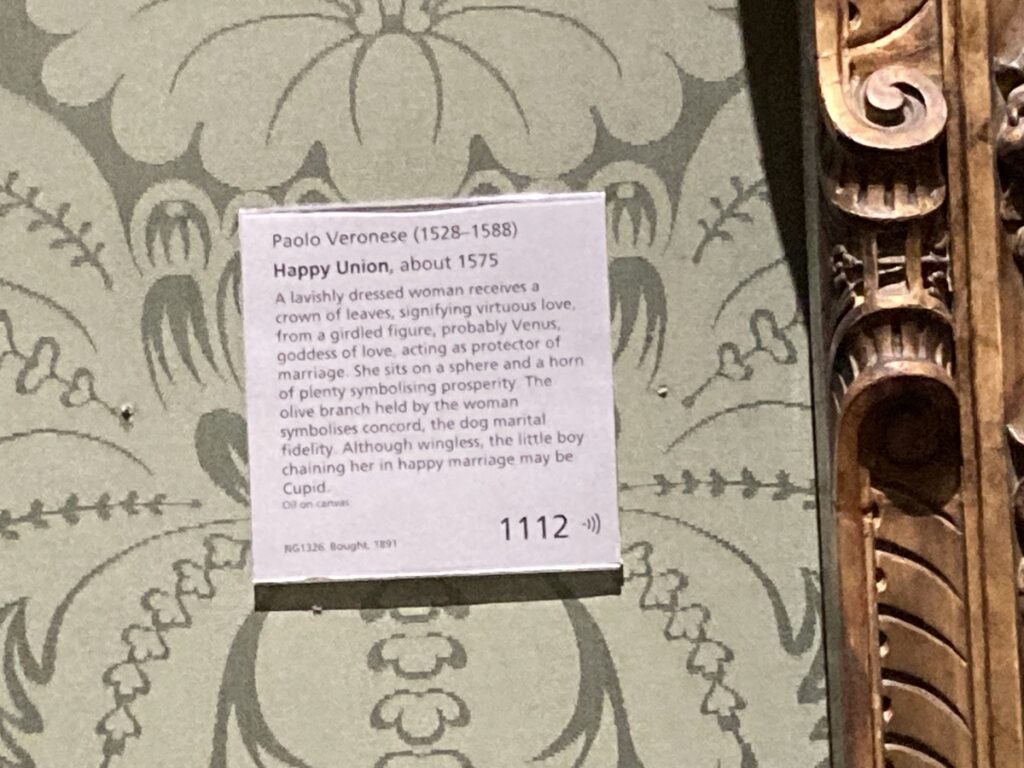 Paolo Veronese (1528–1588)
Happy Union, about 1575
A lavishly dressed woman receives a
crown of leaves, signifying virtuous love,
from a girdled figure, probably Venus,
goddess of love, acting as protector of
marriage. She sits on a sphere and a horn
of plenty symbolising prosperity. The
olive branch held by the woman
symbolises concord, the dog marital
fidelity. Although wingless, the little boy
chaining her in happy marriage may be
Cupid.
Oil on canvas
1112
NG1326. Bought, 1891